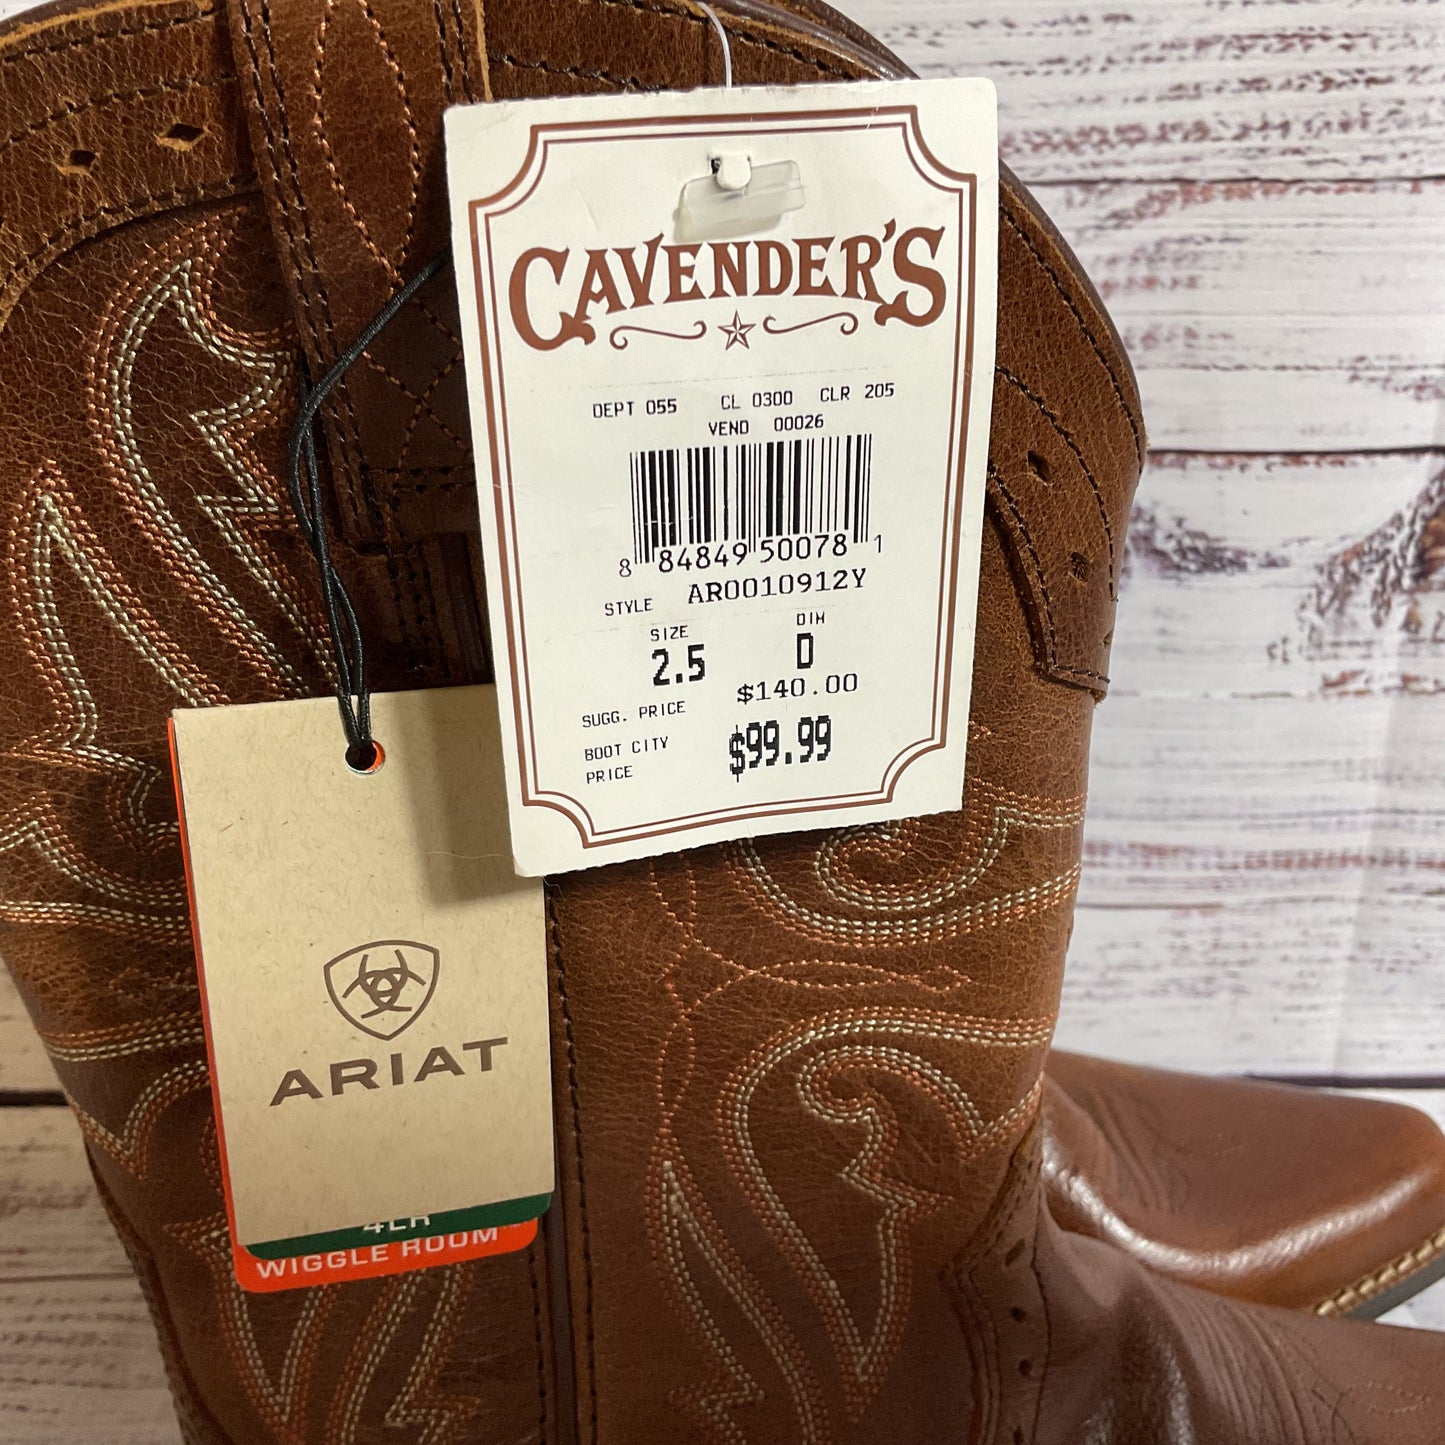 CAVENDER'S
DEPT 055 CL 0300 CLR 205
VEND 00026
8 84849 50078 1
STYLE AR0010912Y
SIZE DIM
2.5 D
$140.00
SUGG. PRICE
BOOT CITY
PRICE $99.99
ARIAT
4LR
WIGGLE ROOM